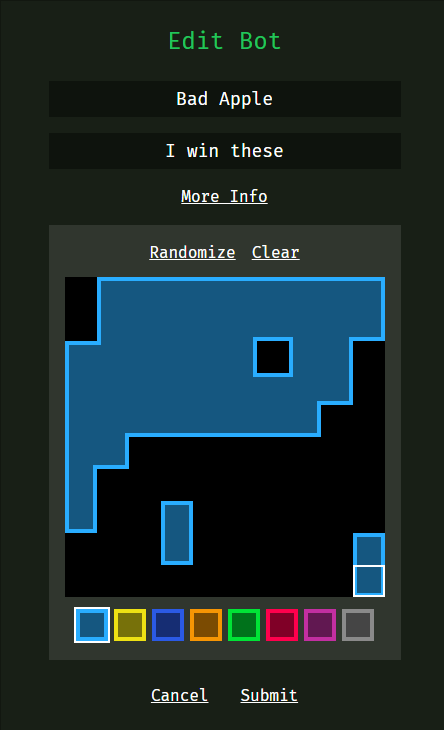 Edit Bot
Bad Apple
I win these
More Info
Randomize Clear
Cancel Submit